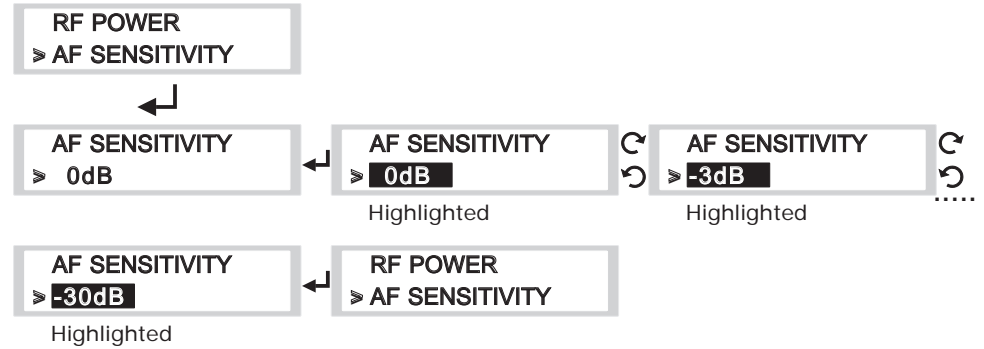 RF POWER
⪢ AF SENSITIVITY
AF SENSITIVITY
⪢ 0dB
AF SENSITIVITY
⪢ 0dB
Highlighted
AF SENSITIVITY
⪢ -3dB
Highlighted
.....
AF SENSITIVITY
⪢ -30dB
Highlighted
RF POWER
⪢ AF SENSITIVITY